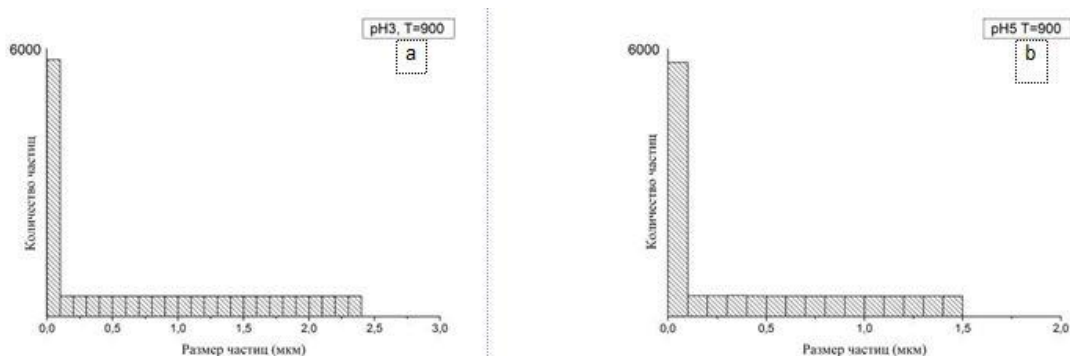 pH3, T=900
a
6000
Количество частиц
0,0 0,5 1,0 1,5 2,0 2,5 3,0
Размер частиц (мкм)
pH5 T=900
b
6000
Количество частиц
0,0 0,5 1,0 1,5 2,0
Размер частиц (мкм)